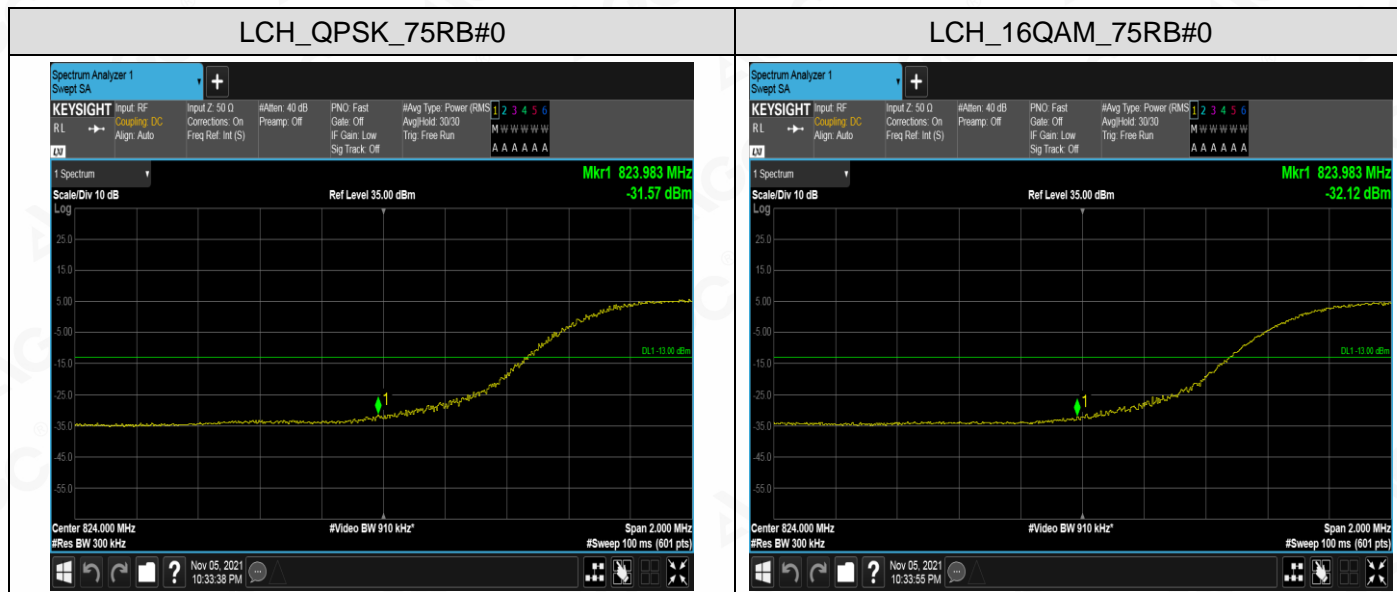 LCH_QPSK_75RB#0
Spectrum Analyzer 1
Swept SA
+
KEYSIGHT
RL
LXI
Input: RF
Coupling: DC
Align: Auto
Input Z: 50 Ω
Corrections: On
Freq Ref: Int (S)
#Atten: 40 dB
Preamp: Off
PNO: Fast
Gate: Off
IF Gain: Low
Sig Track: Off
#Avg Type: Power (RMS
Avg|Hold: 30/30
Trig: Free Run
1 2 3 4 5 6
M W W W W W
A A A A A A
1 Spectrum
Mkr1 823.983 MHz
Scale/Div 10 dB
Ref Level 35.00 dBm
-31.57 dBm
Log
25.0
15.0
5.00
-5.00
DL1 -13.00 dBm
-15.0
-25.0
1
-35.0
-45.0
-55.0
Center 824.000 MHz
#Video BW 910 kHz*
Span 2.000 MHz
#Res BW 300 kHz
#Sweep 100 ms (601 pts)
?
Nov 05, 2021
10:33:38 PM
LCH_16QAM_75RB#0
Spectrum Analyzer 1
Swept SA
+
KEYSIGHT
RL
LXI
Input: RF
Coupling: DC
Align: Auto
Input Z: 50 Ω
Corrections: On
Freq Ref: Int (S)
#Atten: 40 dB
Preamp: Off
PNO: Fast
Gate: Off
IF Gain: Low
Sig Track: Off
#Avg Type: Power (RMS
Avg|Hold: 30/30
Trig: Free Run
1 2 3 4 5 6
M W W W W W
A A A A A A
1 Spectrum
Mkr1 823.983 MHz
Scale/Div 10 dB
Ref Level 35.00 dBm
-32.12 dBm
Log
25.0
15.0
5.00
-5.00
DL1 -13.00 dBm
-15.0
-25.0
1
-35.0
-45.0
-55.0
Center 824.000 MHz
#Video BW 910 kHz*
Span 2.000 MHz
#Res BW 300 kHz
#Sweep 100 ms (601 pts)
?
Nov 05, 2021
10:33:55 PM